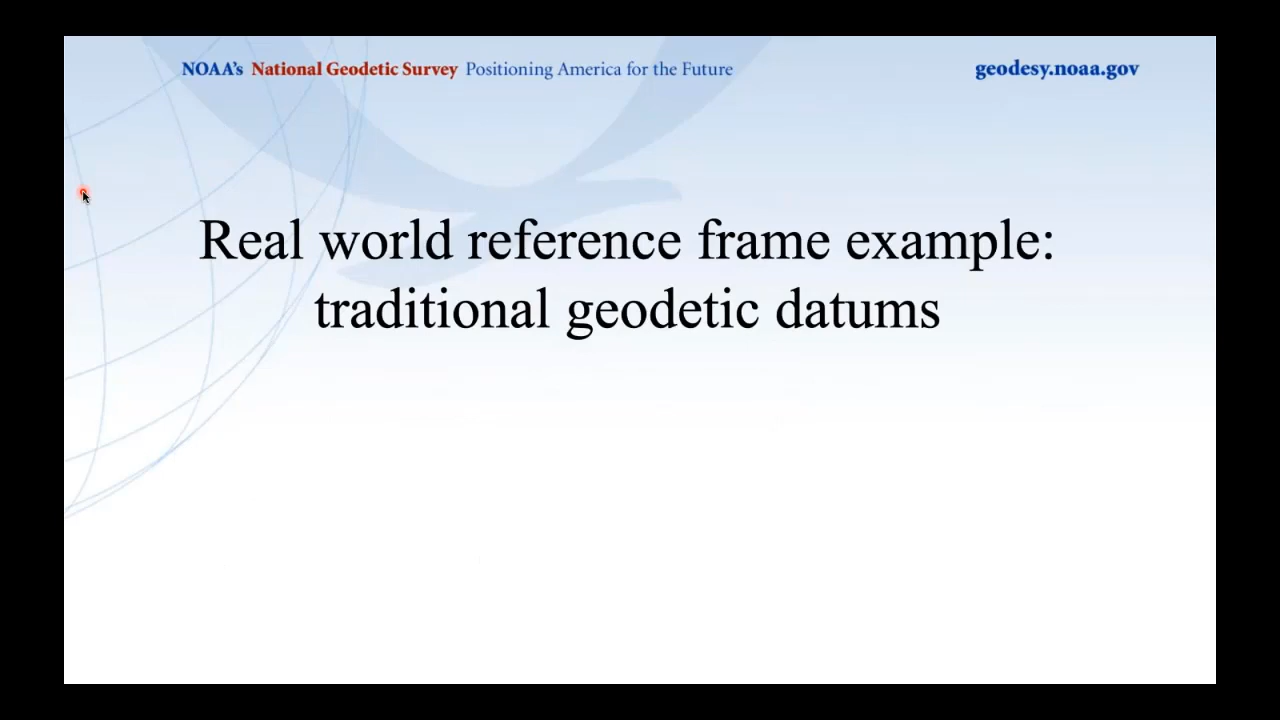 NOAA's National Geodetic Survey Positioning America for the Future geodesy.noaa.gov
Real world reference frame example:
traditional geodetic datums